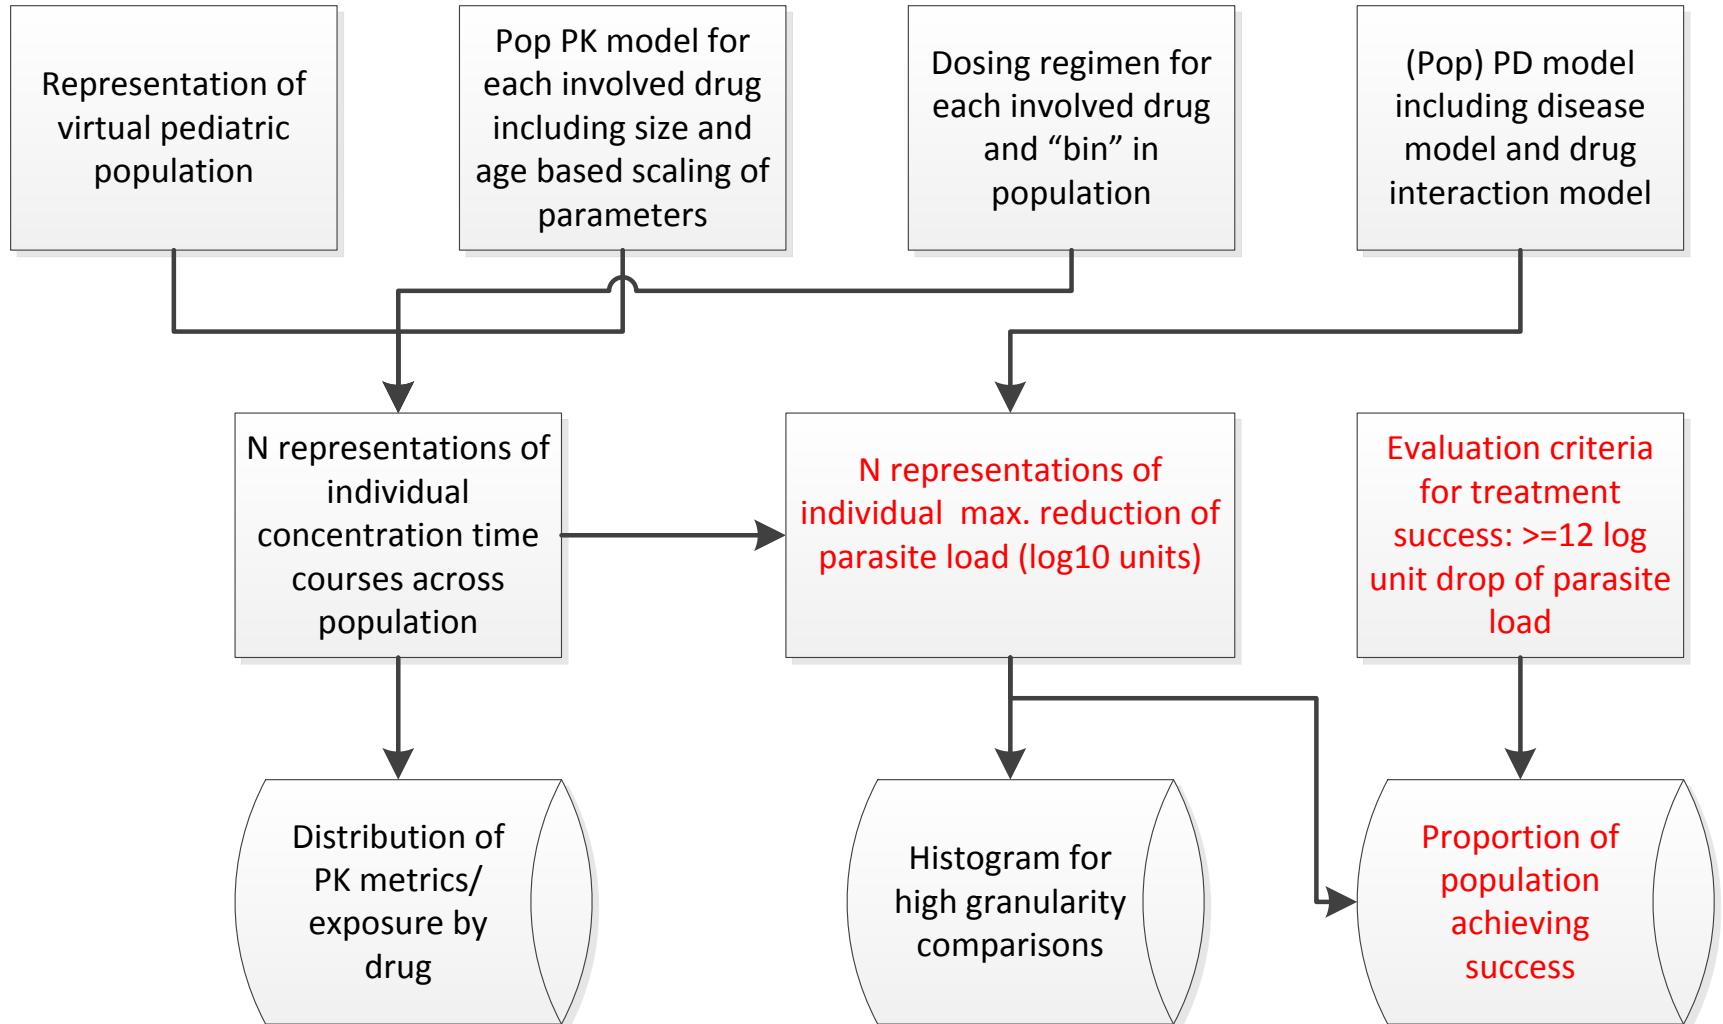 Representation of
virtual pediatric
population
Pop PK model for
each involved drug
including size and
age based scaling of
parameters
Dosing regimen for
each involved drug
and “bin” in
population
(Pop) PD model
including disease
model and drug
interaction model
N representations of
individual
concentration time
courses across
population
N representations of
individual  max. reduction of
parasite load (log10 units)
Evaluation criteria
for treatment
success: >=12 log
unit drop of parasite
load
Distribution of
PK metrics/
exposure by
drug
Histogram for
high granularity
comparisons
Proportion of
population
achieving
success